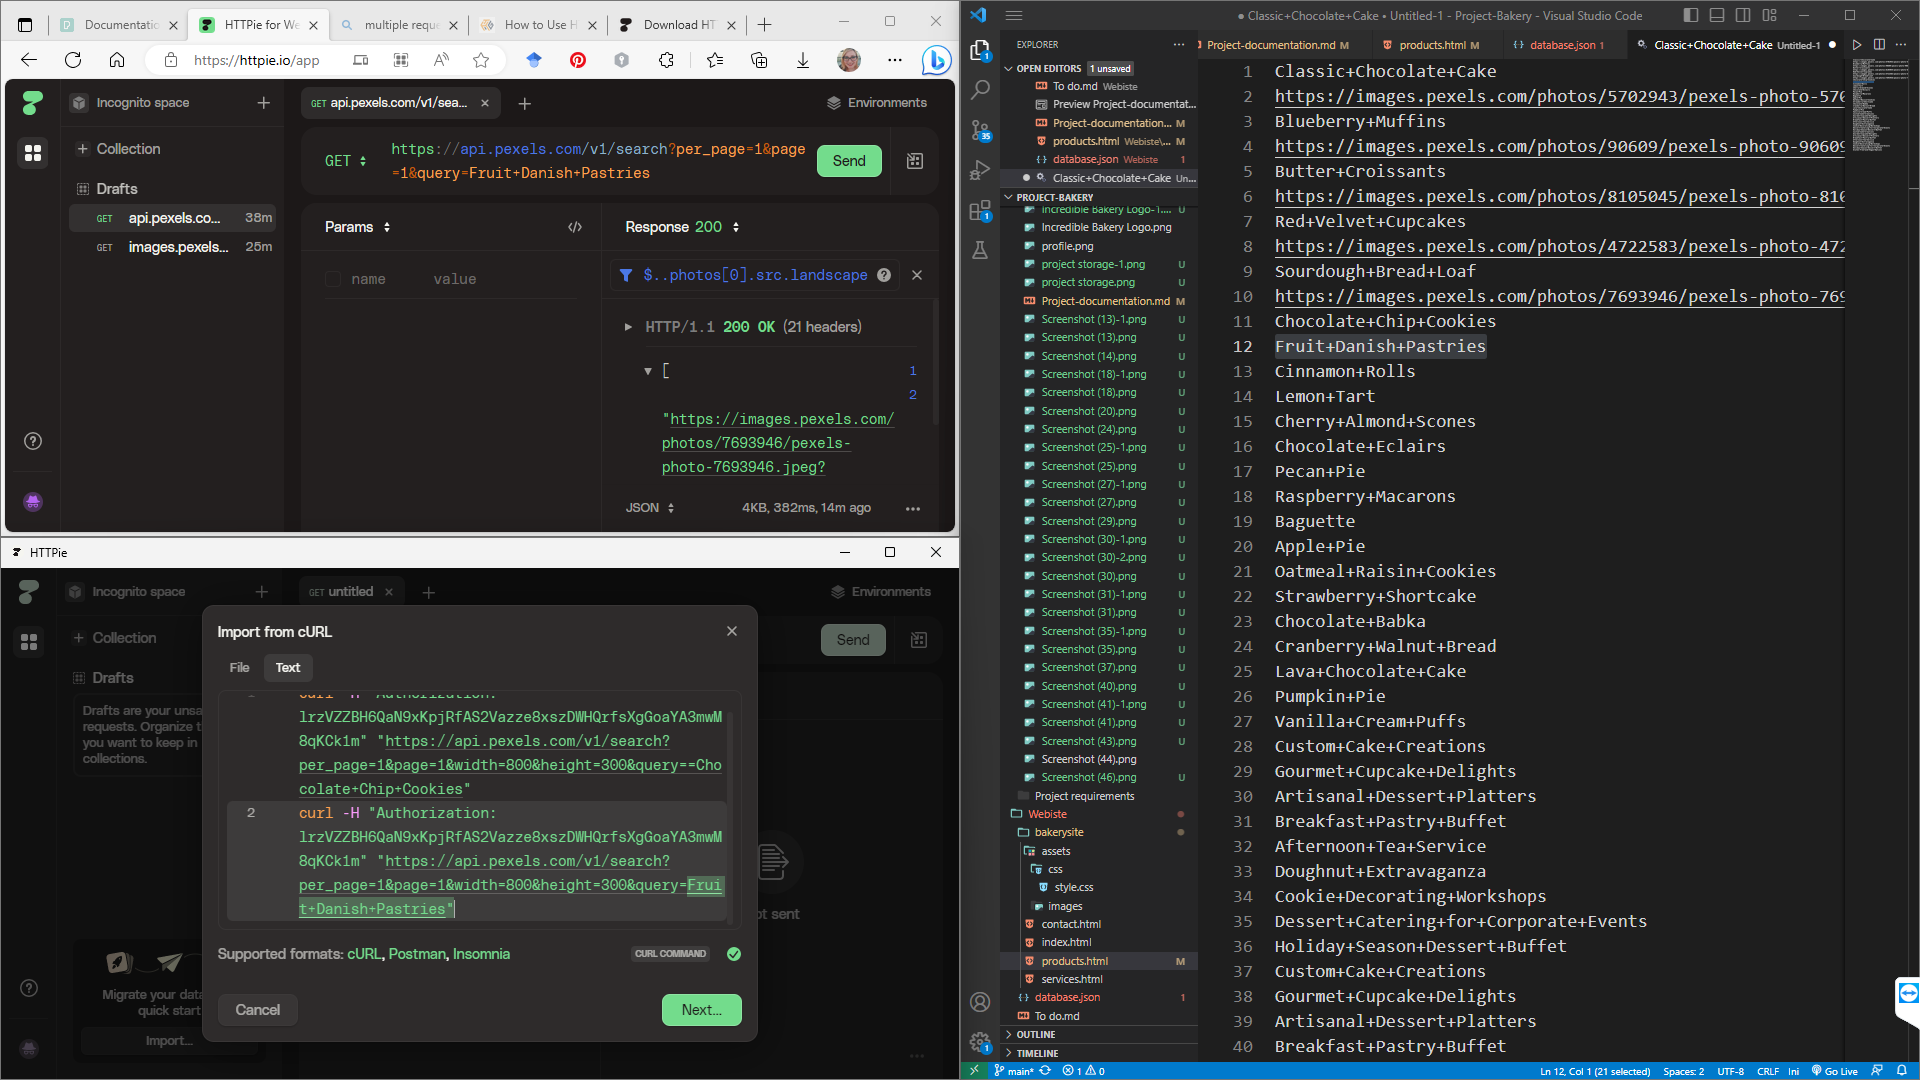 Documentatio
HTTPie for We
multiple reque
How to Use H
Download HT
https://httpie.io/app
Incognito space
GET api.pexels.com/v1/sea...
Environments
Collection
GET
https://api.pexels.com/v1/search?per_page=1&page
=1&query=Fruit+Danish+Pastries
Send
Drafts
GET api.pexels.co... 38m
GET images.pexels... 25m
Params
Response 200
name value
$..photos[0].src.landscape
HTTP/1.1 200 OK (21 headers)
[ 1
2
"https://images.pexels.com/
photos/7693946/pexels-
photo-7693946.jpeg?
JSON
4KB, 382ms, 14m ago
HTTPie
Incognito space
GET untitled
Environments
Collection
Send
Drafts
Drafts are your unsa
requests. Organize t
you want to keep in
collections.
Import from cURL
File
Text
1 curl -H "Authorization:
lrzVZZBH6QaN9xKpjRfAS2Vazze8xszDWHQrfsXgGoaYA3mwM
8qKCk1m" "https://api.pexels.com/v1/search?
per_page=1&page=1&width=800&height=300&query==Cho
colate+Chip+Cookies"
2 curl -H "Authorization:
lrzVZZBH6QaN9xKpjRfAS2Vazze8xszDWHQrfsXgGoaYA3mwM
8qKCk1m" "https://api.pexels.com/v1/search?
per_page=1&page=1&width=800&height=300&query=Frui
t+Danish+Pastries"
ot sent
Supported formats: cURL, Postman, Insomnia
CURL COMMAND
Cancel
Next...
Migrate your data
quick start
Import...
Classic+Chocolate+Cake • Untitled-1 - Project-Bakery - Visual Studio Code
EXPLORER
OPEN EDITORS 1 unsaved
To do.md Webiste
Preview Project-documentat...
Project-documentation... M
products.html Webiste\... M
database.json Webiste 1
Classic+Chocolate+Cake Un...
PROJECT-BAKERY
Incredible Bakery Logo-1.... U
Incredible Bakery Logo.png
profile.png
project storage-1.png U
project storage.png U
Project-documentation.md M
Screenshot (13)-1.png U
Screenshot (13).png U
Screenshot (14).png U
Screenshot (18)-1.png U
Screenshot (18).png U
Screenshot (20).png U
Screenshot (24).png U
Screenshot (25)-1.png U
Screenshot (25).png U
Screenshot (27)-1.png U
Screenshot (27).png U
Screenshot (29).png U
Screenshot (30)-1.png U
Screenshot (30)-2.png U
Screenshot (30).png U
Screenshot (31)-1.png U
Screenshot (31).png U
Screenshot (35)-1.png U
Screenshot (35).png U
Screenshot (37).png U
Screenshot (40).png U
Screenshot (41)-1.png U
Screenshot (41).png U
Screenshot (43).png U
Screenshot (44).png
Screenshot (46).png U
Project requirements
Webiste
bakerysite
assets
css
style.css
images
contact.html
index.html
products.html M
services.html
database.json 1
To do.md
OUTLINE
TIMELINE
35
1
1
Project-documentation.md M
products.html M
database.json 1
Classic+Chocolate+Cake Untitled-1
1 Classic+Chocolate+Cake
2 https://images.pexels.com/photos/5702943/pexels-photo-570
3 Blueberry+Muffins
4 https://images.pexels.com/photos/90609/pexels-photo-90609
5 Butter+Croissants
6 https://images.pexels.com/photos/8105045/pexels-photo-810
7 Red+Velvet+Cupcakes
8 https://images.pexels.com/photos/4722583/pexels-photo-472
9 Sourdough+Bread+Loaf
10 https://images.pexels.com/photos/7693946/pexels-photo-769
11 Chocolate+Chip+Cookies
12 Fruit+Danish+Pastries
13 Cinnamon+Rolls
14 Lemon+Tart
15 Cherry+Almond+Scones
16 Chocolate+Eclairs
17 Pecan+Pie
18 Raspberry+Macarons
19 Baguette
20 Apple+Pie
21 Oatmeal+Raisin+Cookies
22 Strawberry+Shortcake
23 Chocolate+Babka
24 Cranberry+Walnut+Bread
25 Lava+Chocolate+Cake
26 Pumpkin+Pie
27 Vanilla+Cream+Puffs
28 Custom+Cake+Creations
29 Gourmet+Cupcake+Delights
30 Artisanal+Dessert+Platters
31 Breakfast+Pastry+Buffet
32 Afternoon+Tea+Service
33 Doughnut+Extravaganza
34 Cookie+Decorating+Workshops
35 Dessert+Catering+for+Corporate+Events
36 Holiday+Season+Dessert+Buffet
37 Custom+Cake+Creations
38 Gourmet+Cupcake+Delights
39 Artisanal+Dessert+Platters
40 Breakfast+Pastry+Buffet
main* 1 0
Ln 12, Col 1 (21 selected) Spaces: 2 UTF-8 CRLF Ini Go Live